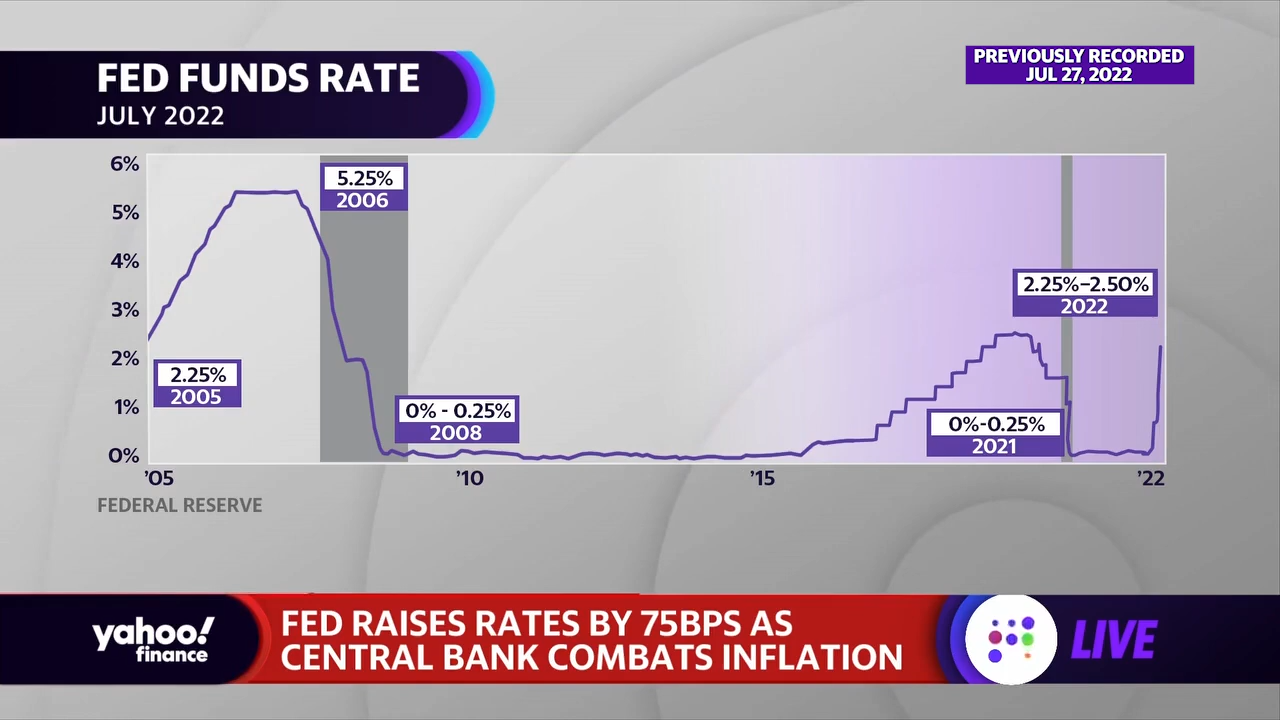 FED FUNDS RATE
JULY 2022
PREVIOUSLY RECORDED
JUL 27, 2022
6%
5%
4%
3%
2%
1%
0%
5.25%
2006
2.25%
2005
0% - 0.25%
2008
2.25%–2.50%
2022
0%-0.25%
2021
'05
'10
'15
'22
FEDERAL RESERVE
yahoo!
finance
FED RAISES RATES BY 75BPS AS
CENTRAL BANK COMBATS INFLATION
LIVE